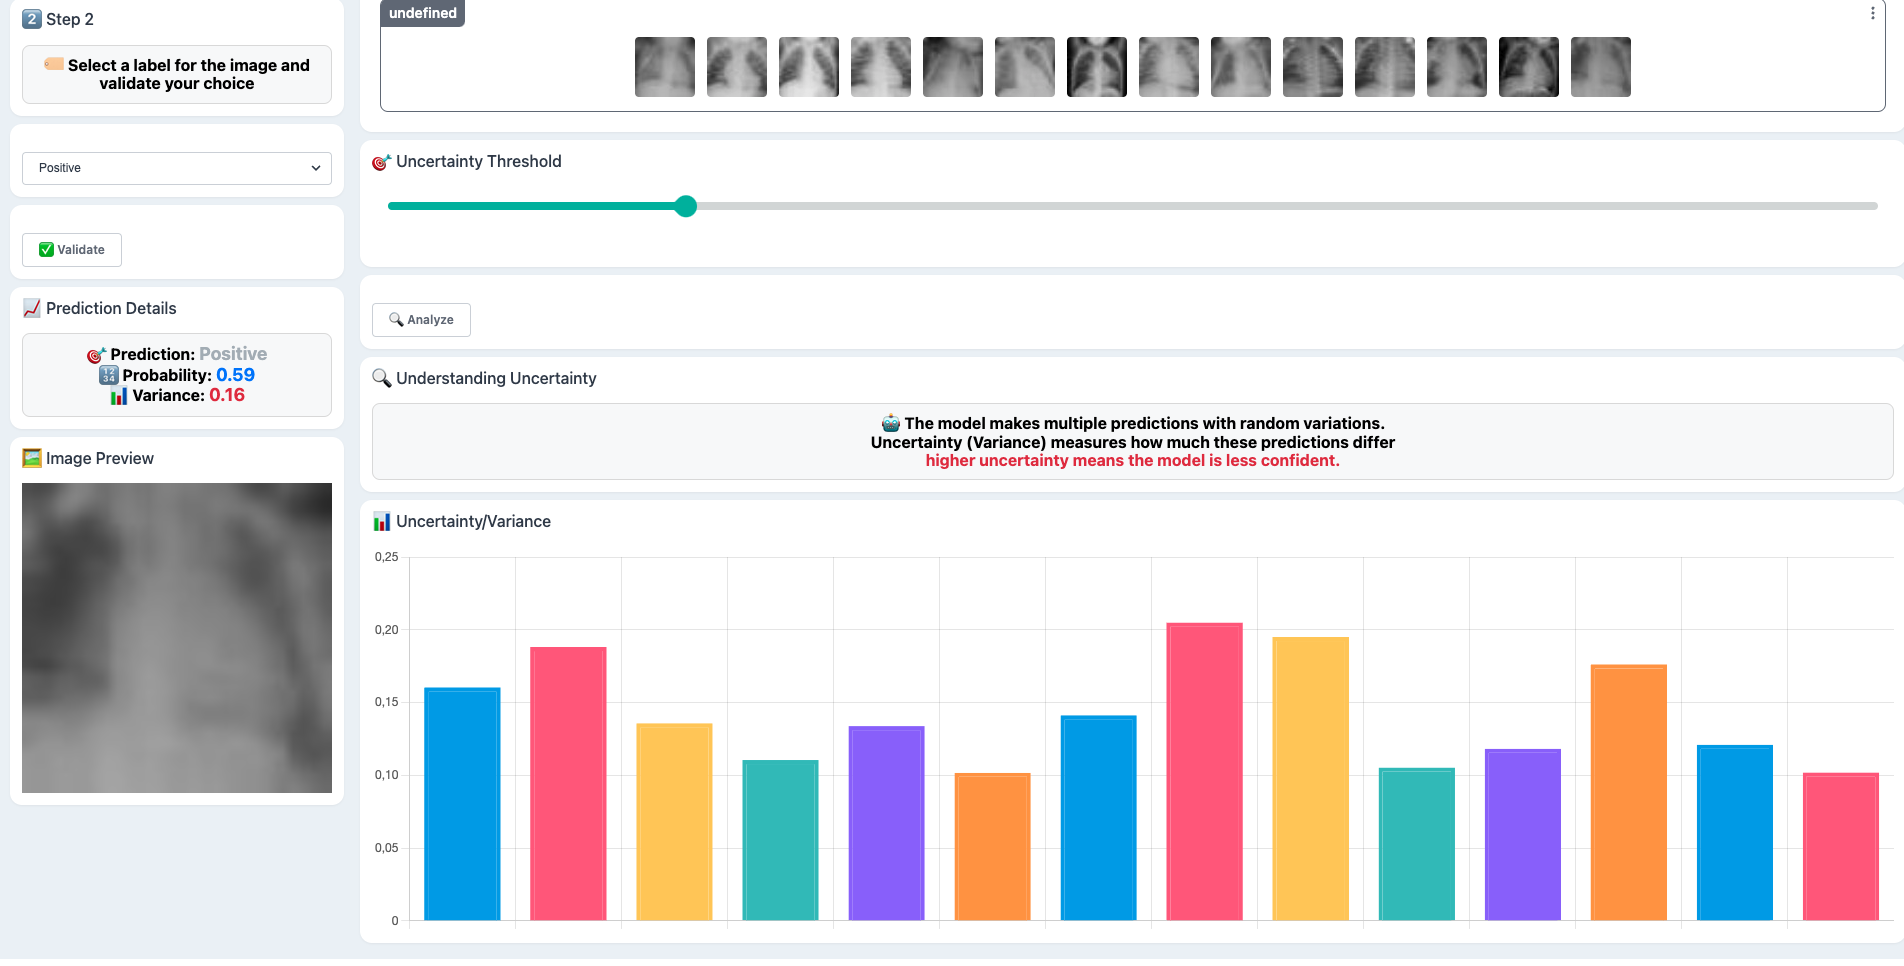 2 Step 2
Select a label for the image and
validate your choice
Positive
Validate
Prediction Details
Prediction: Positive
Probability: 0.59
Variance: 0.16
Image Preview
undefined
Uncertainty Threshold
Analyze
Understanding Uncertainty
The model makes multiple predictions with random variations.
Uncertainty (Variance) measures how much these predictions differ
higher uncertainty means the model is less confident.
Uncertainty/Variance
0,25
0,20
0,15
0,10
0,05
0